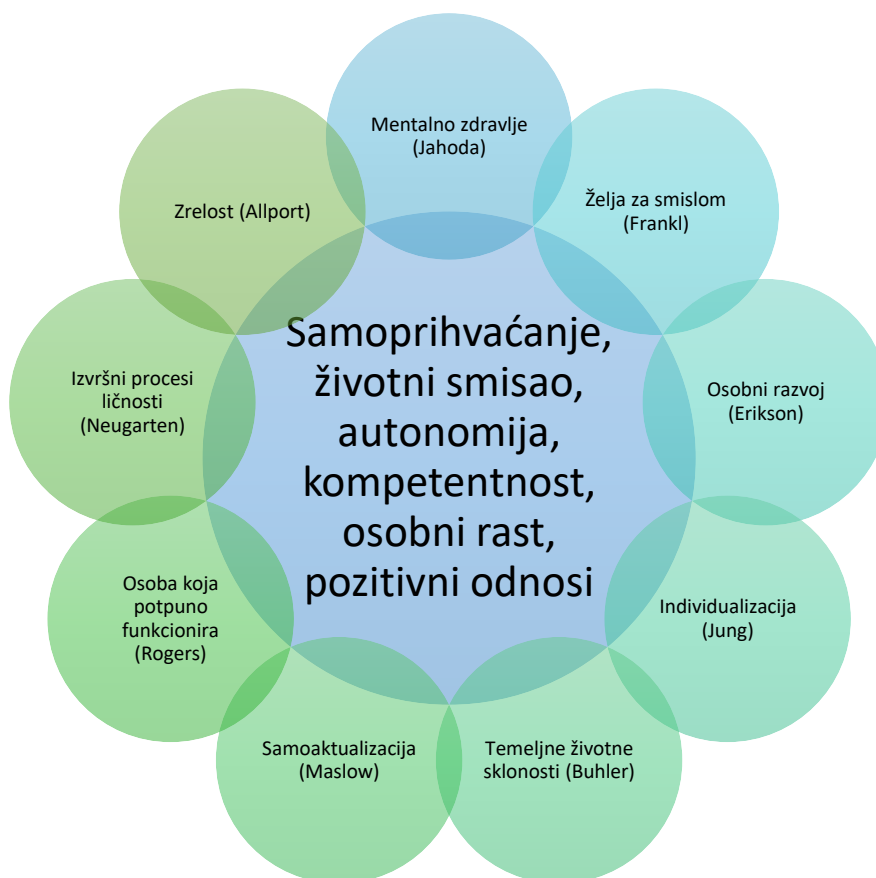 Mentalno zdravlje
(Jahoda)
Želja za smislom
(Frankl)
Osobni razvoj
(Erikson)
Individualizacija
(Jung)
Temeljne životne
sklonosti (Buhler)
Samoaktualizacija
(Maslow)
Osoba koja
potpuno
funkcionira
(Rogers)
Izvršni procesi
ličnosti
(Neugarten)
Zrelost (Allport)
Samoprihvaćanje,
životni smisao,
autonomija,
kompetentnost,
osobni rast,
pozitivni odnosi